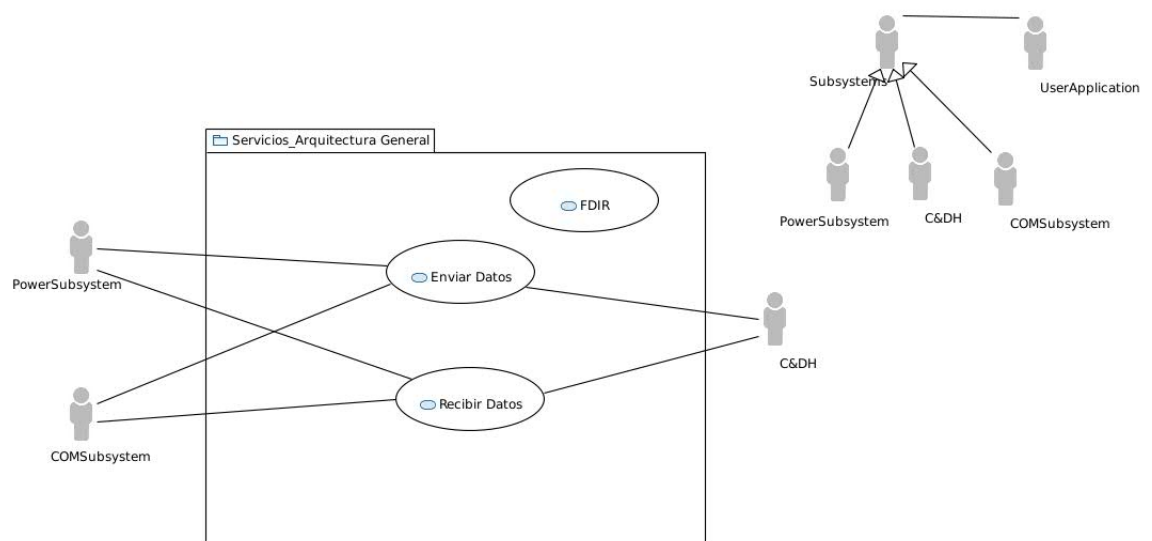 Subsystems
UserApplication
Servicios_Arquitectura General
PowerSubsystem
C&DH
COMSubsystem
FDIR
PowerSubsystem
Enviar Datos
C&DH
Recibir Datos
COMSubsystem